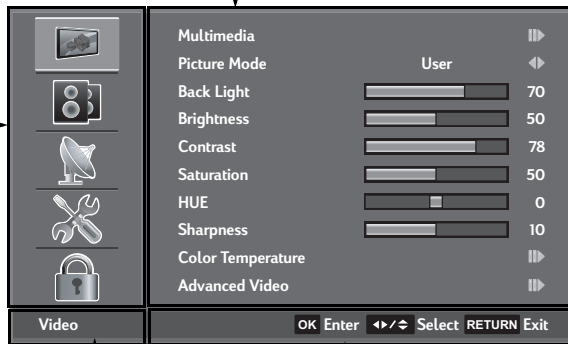 Multimedia
Picture Mode User
Back Light 70
Brightness 50
Contrast 78
Saturation 50
HUE 0
Sharpness 10
Color Temperature
Advanced Video
Video OK Enter / Select RETURN Exit